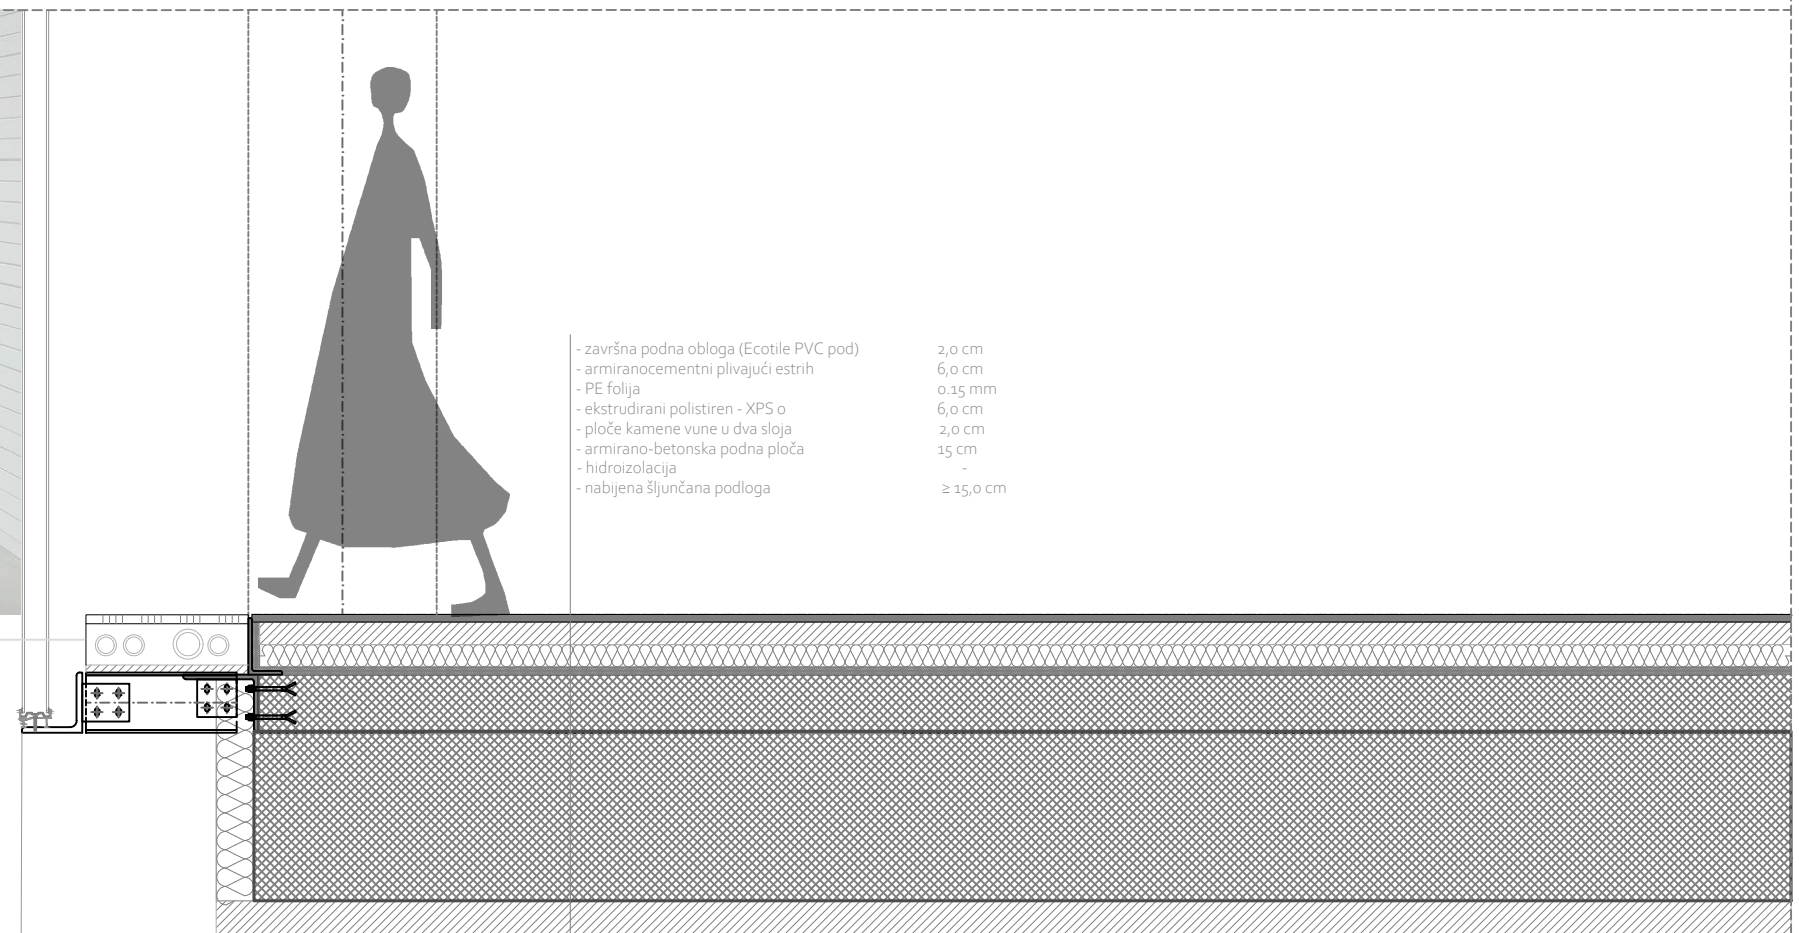 - završna podna obloga (Ecotile PVC pod) 2,0 cm
- armiranocementni plivajući estrih 6,0 cm
- PE folija 0.15 mm
- ekstrudirani polistiren - XPS 0 6,0 cm
- ploče kamene vune u dva sloja 2,0 cm
- armirano-betonska podna ploča 15 cm
- hidroizolacija -
- nabijena šljunčana podloga ≥ 15,0 cm